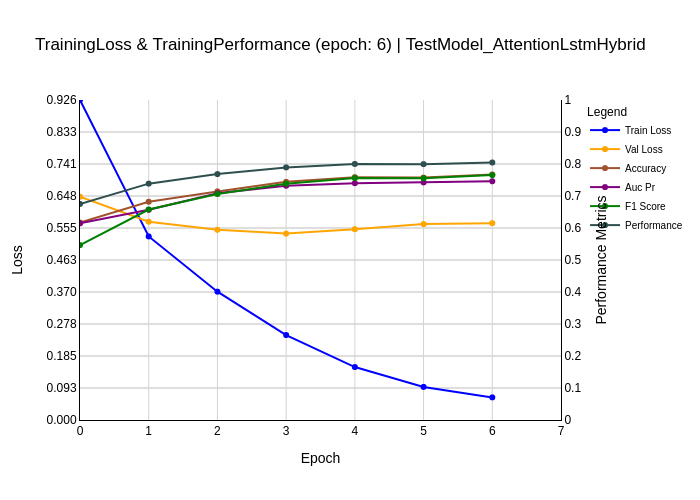 TrainingLoss & TrainingPerformance (epoch: 6) | TestModel_AttentionLstmHybrid
0.926
0.833
0.741
0.648
0.555
0.463
0.370
0.278
0.185
0.093
0.000
Loss
0
1
2
3
4
5
6
7
Epoch
1
0.9
0.8
0.7
0.6
0.5
0.4
0.3
0.2
0.1
0
Performance Metrics
Legend
Train Loss
Val Loss
Accuracy
Auc Pr
F1 Score
Performance